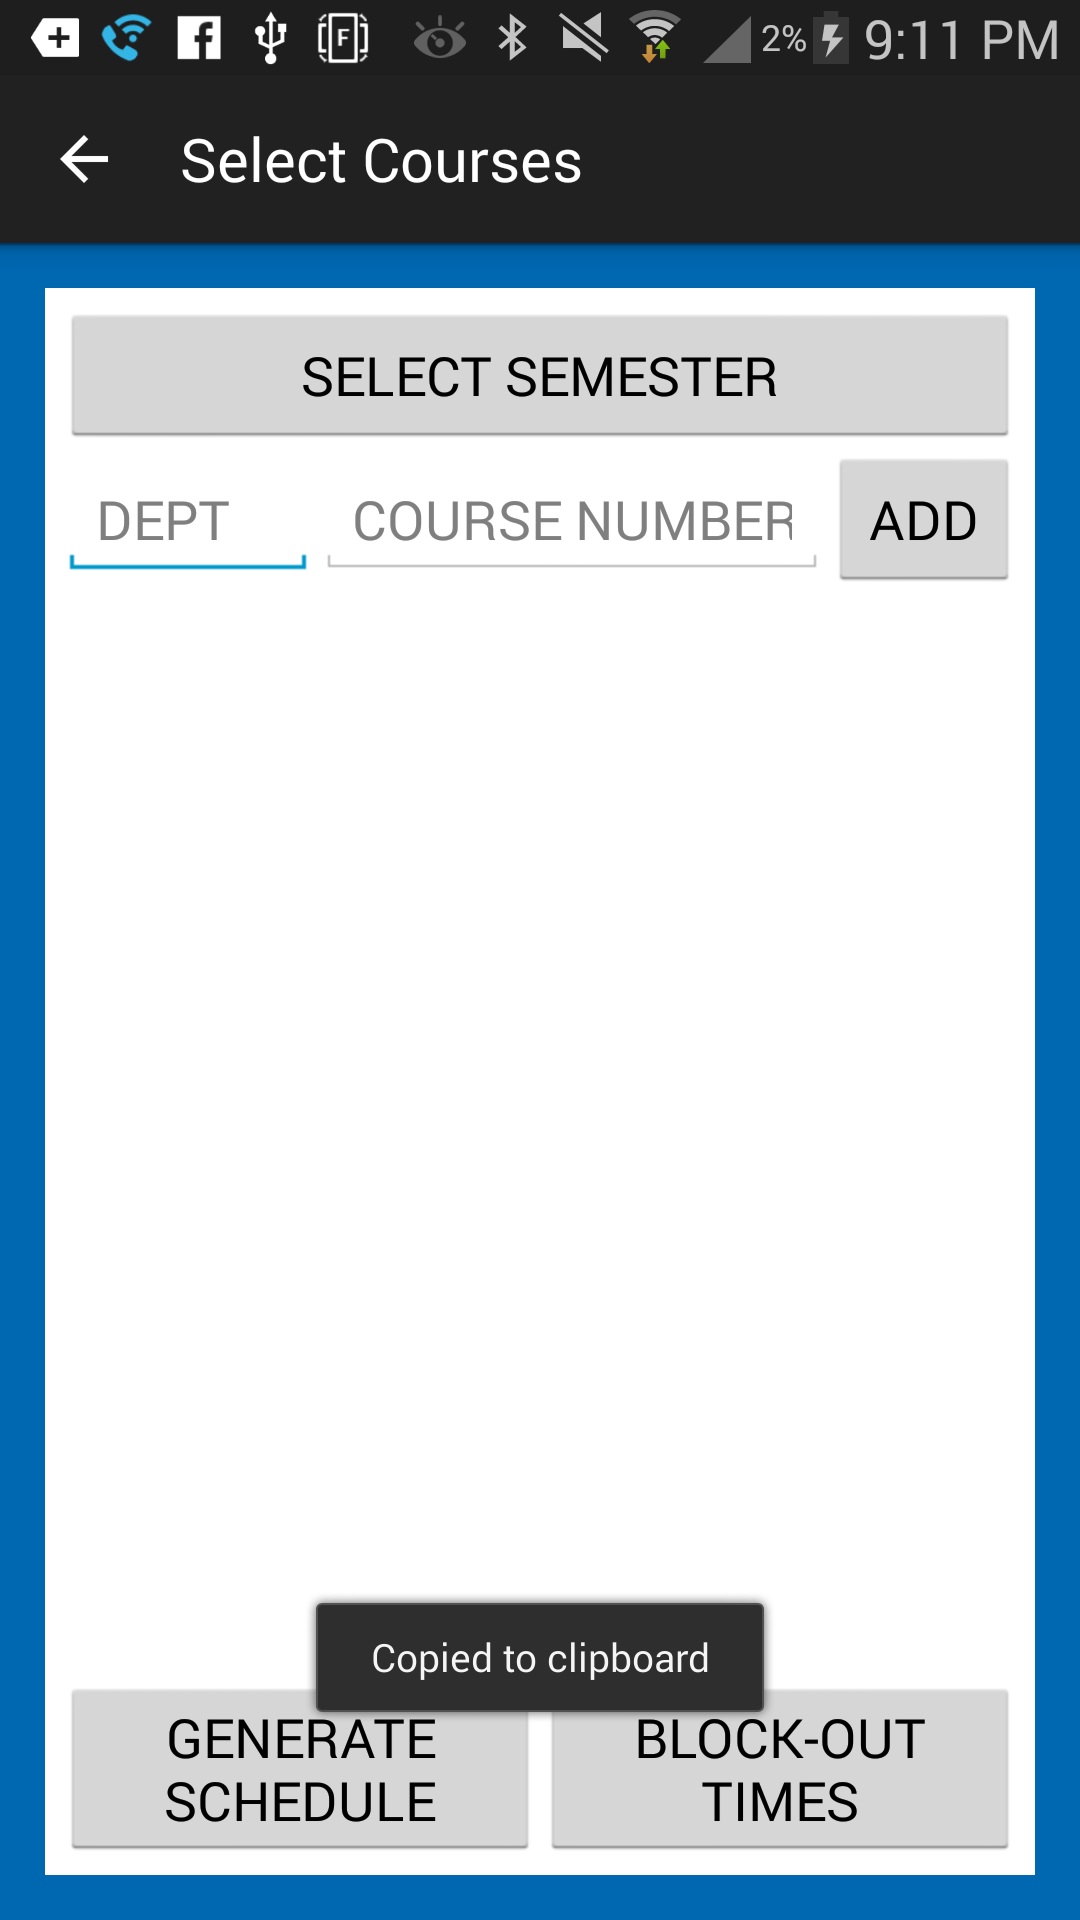 2% 9:11 PM
Select Courses
SELECT SEMESTER
DEPT COURSE NUMBER ADD
Copied to clipboard
GENERATE BLOCK-OUT
SCHEDULE TIMES